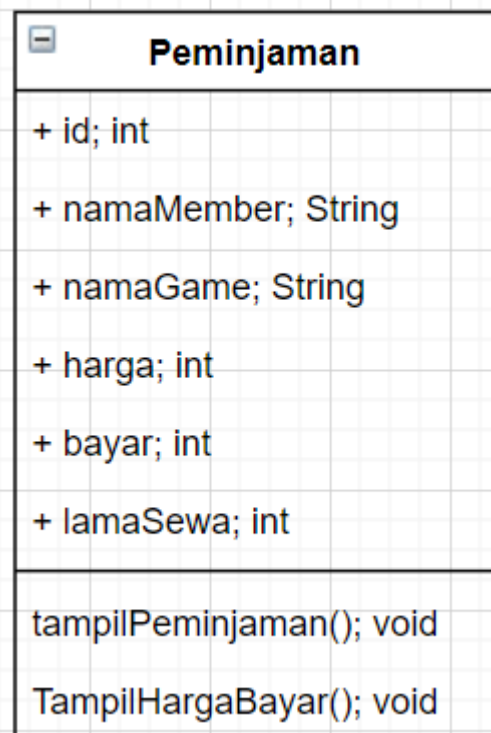 Peminjaman
+ id; int
+ namaMember; String
+ namaGame; String
+ harga; int
+ bayar; int
+ lamaSewa; int
tampilPeminjaman(); void
TampilHargaBayar(); void